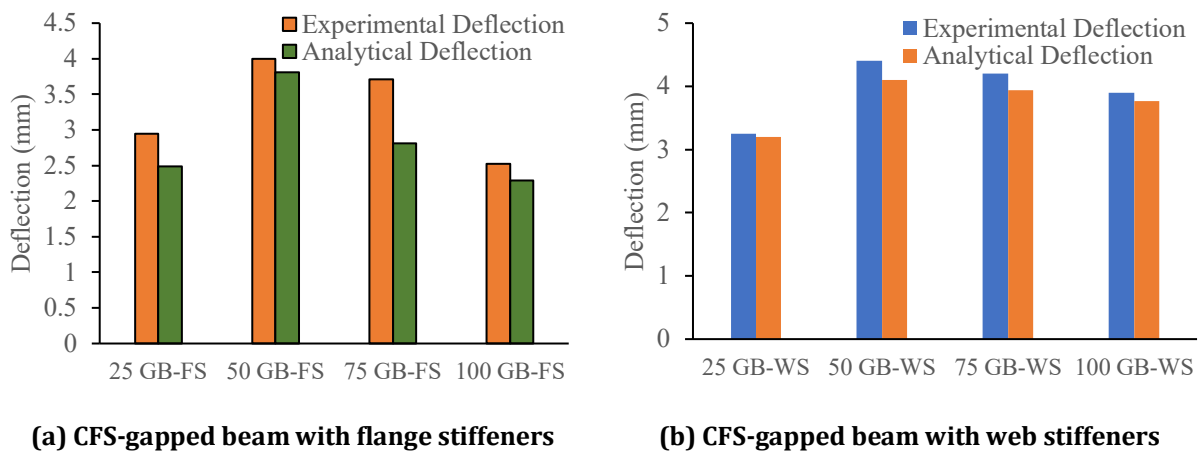 4.5
4
3.5
3
2.5
2
1.5
1
0.5
0
Deflection (mm)
Experimental Deflection
Analytical Deflection
25 GB-FS 50 GB-FS 75 GB-FS 100 GB-FS
(a) CFS-gapped beam with flange stiffeners
5
4
3
2
1
0
Deflection (mm)
Experimental Deflection
Analytical Deflection
25 GB-WS 50 GB-WS 75 GB-WS 100 GB-WS
(b) CFS-gapped beam with web stiffeners